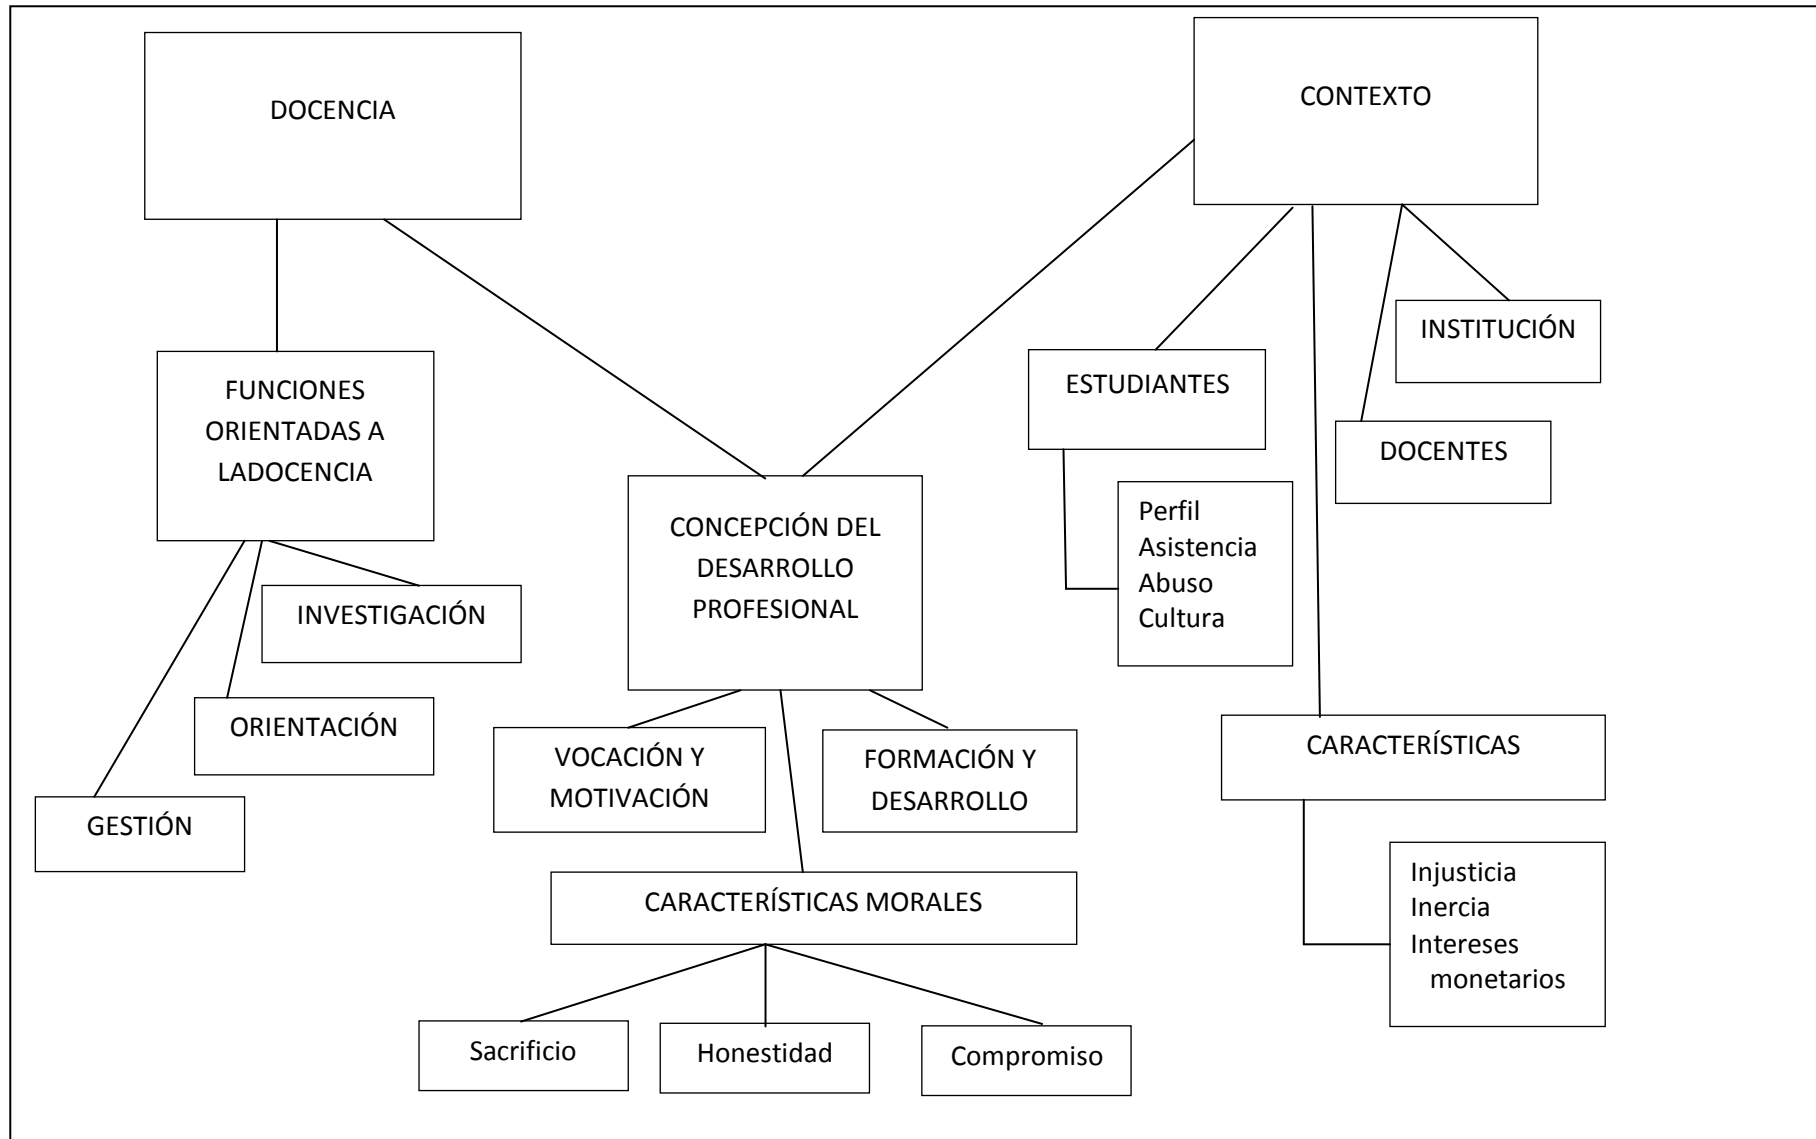 DOCENCIA
CONTEXTO
FUNCIONES
ORIENTADAS A
LADOCENCIA
INVESTIGACIÓN
ORIENTACIÓN
GESTIÓN
CONCEPCIÓN DEL
DESARROLLO
PROFESIONAL
VOCACIÓN Y
MOTIVACIÓN
FORMACIÓN Y
DESARROLLO
CARACTERÍSTICAS MORALES
Sacrificio
Honestidad
Compromiso
ESTUDIANTES
Perfil
Asistencia
Abuso
Cultura
INSTITUCIÓN
DOCENTES
CARACTERÍSTICAS
Injusticia
Inercia
Intereses
monetarios